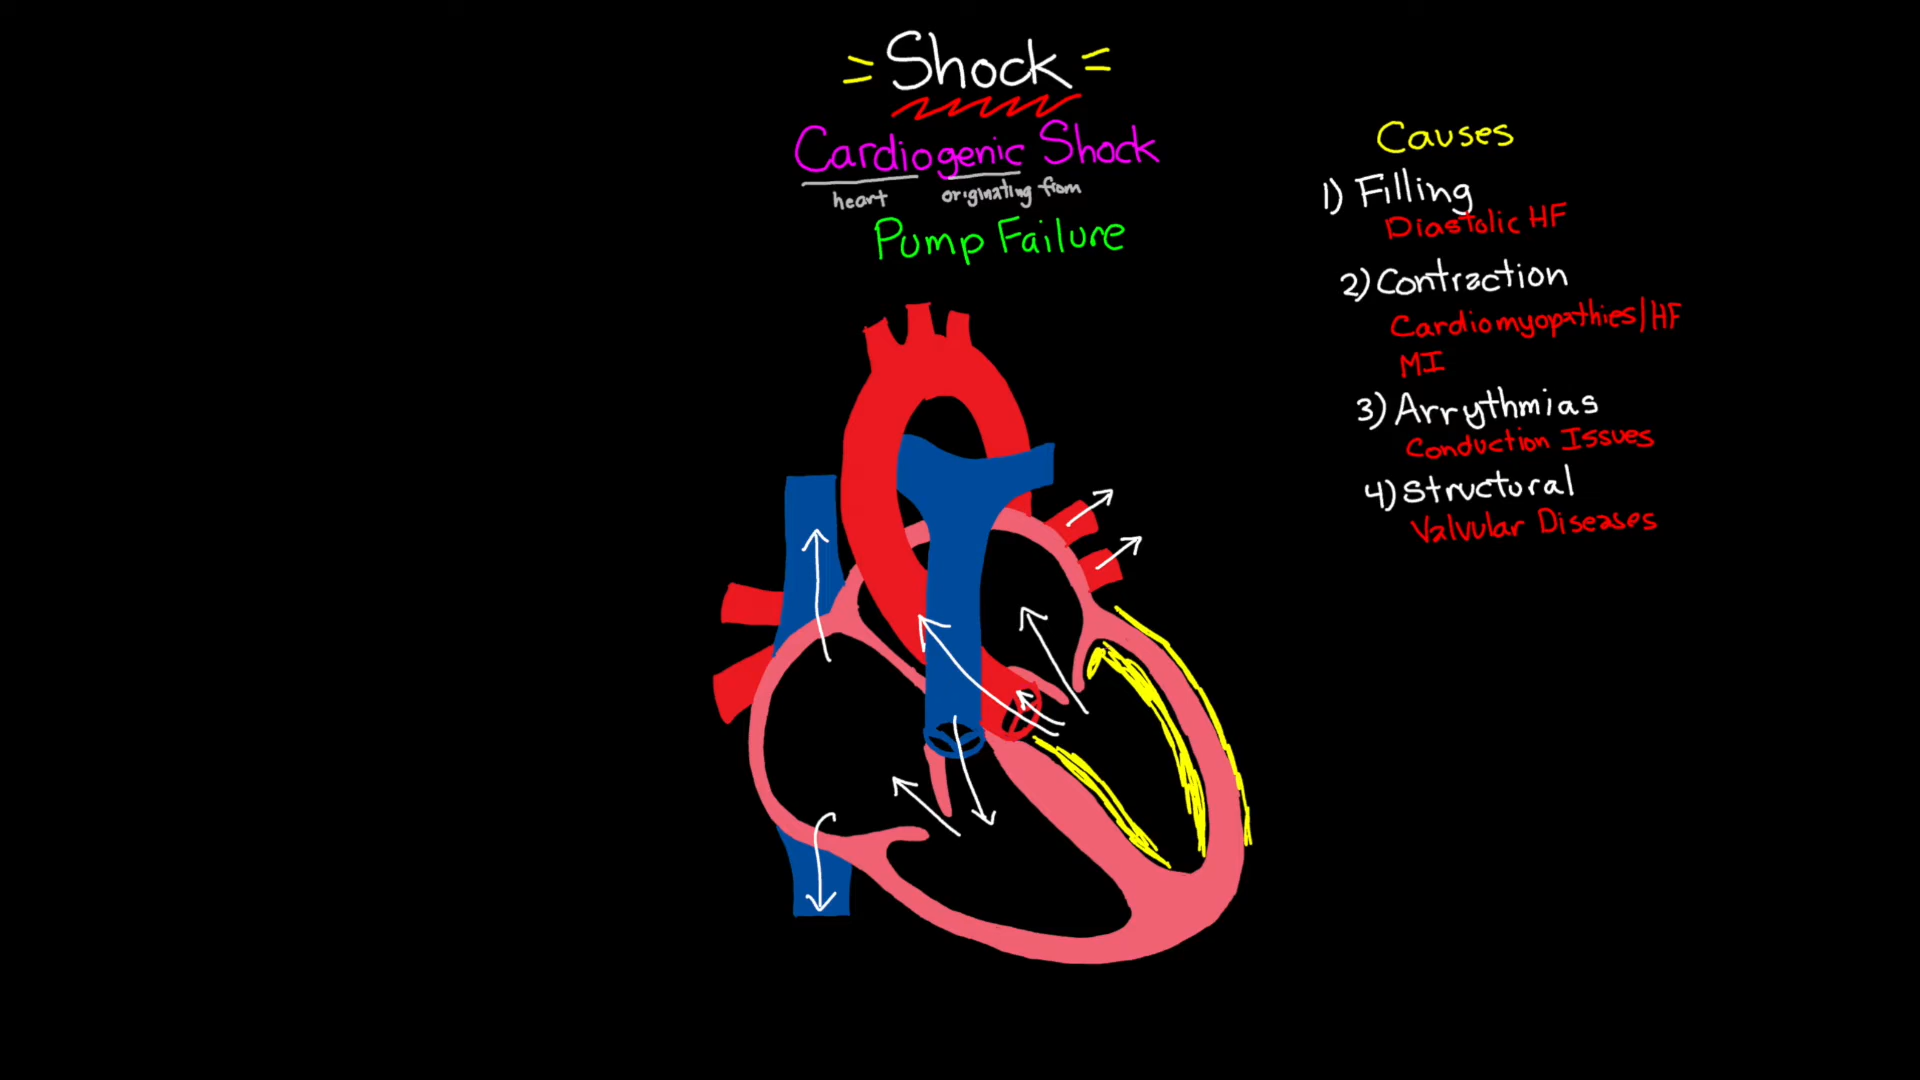 = Shock =
Cardiogenic Shock
heart originating from
Pump Failure
Causes
1) Filling
Diastolic HF
2) Contraction
Cardiomyopathies/HF
MI
3) Arrythmias
Conduction Issues
4) Structural
Valvular Diseases